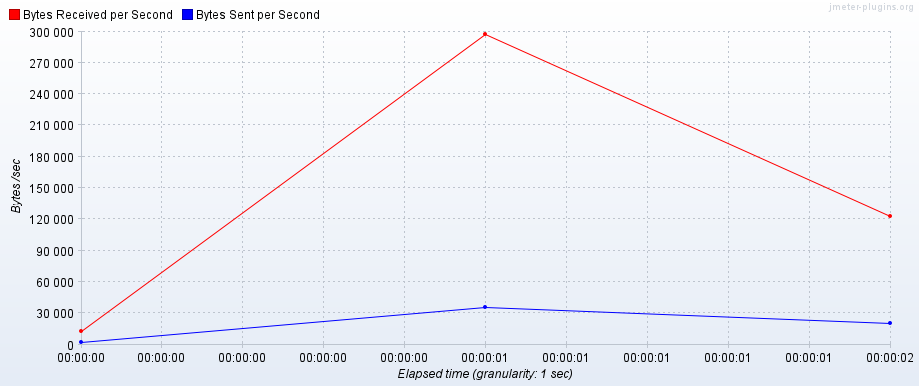 jmeter-plugins.org
Bytes Received per Second Bytes Sent per Second
300 000
270 000
240 000
210 000
180 000
150 000
120 000
90 000
60 000
30 000
0
Bytes /sec
00:00:00 00:00:00 00:00:00 00:00:00 00:00:00 00:00:01 00:00:01 00:00:01 00:00:01 00:00:01 00:00:02
Elapsed time (granularity: 1 sec)